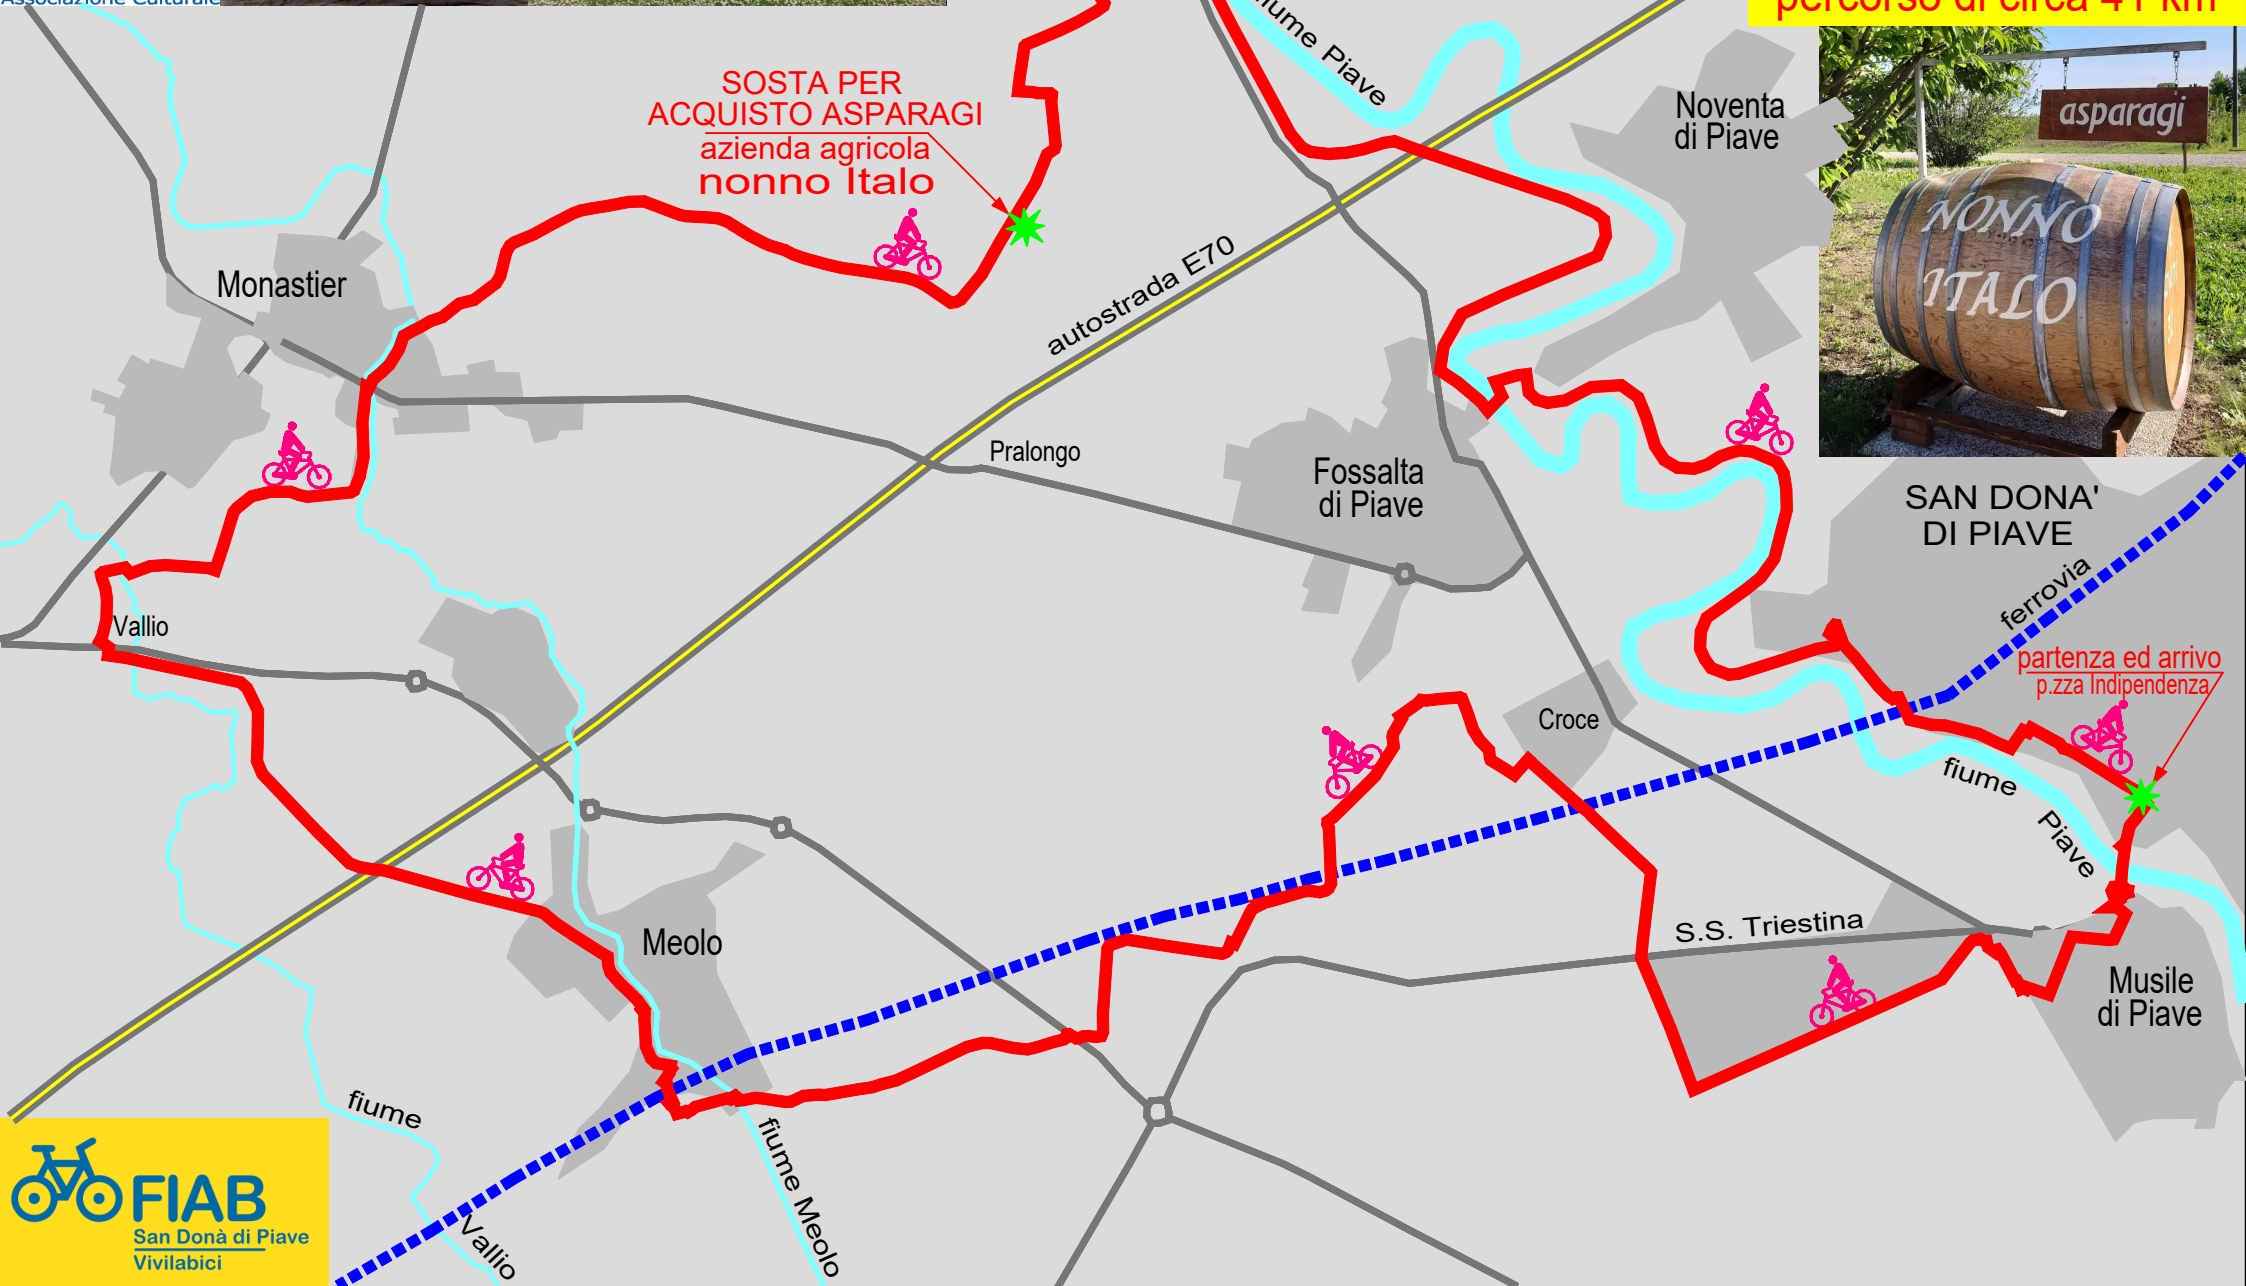 Associazione Culturale
percorso di circa 41 km
fiume Piave
SOSTA PER
ACQUISTO ASPARAGI
azienda agricola
nonno Italo
Noventa
di Piave
asparagi
NONNO
ITALO
Monastier
autostrada E70
Pralongo
Fossalta
di Piave
SAN DONA'
DI PIAVE
ferrovia
Vallio
partenza ed arrivo
p.zza Indipendenza
Croce
fiume
Piave
Meolo
S.S. Triestina
Musile
di Piave
fiume
Vallio
fiume Meolo
FIAB
San Donà di Piave
Vivilabici